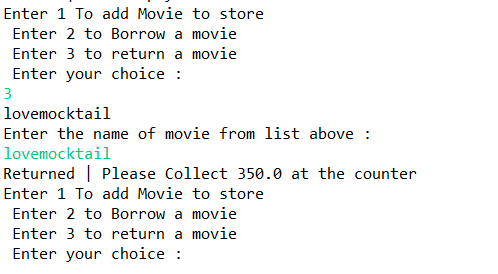 Enter 1 To add Movie to store
Enter 2 to Borrow a movie
Enter 3 to return a movie
Enter your choice :
3
lovemocktail
Enter the name of movie from list above :
lovemocktail
Returned | Please Collect 350.0 at the counter
Enter 1 To add Movie to store
Enter 2 to Borrow a movie
Enter 3 to return a movie
Enter your choice :